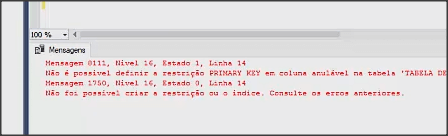 100 %
Mensagens
Mensagem 8111, Nível 16, Estado 1, Linha 14
Não é possível definir a restrição PRIMARY KEY em coluna anulável na tabela 'TABELA DE
Mensagem 1750, Nível 16, Estado 0, Linha 14
Não foi possível criar a restrição ou o índice. Consulte os erros anteriores.